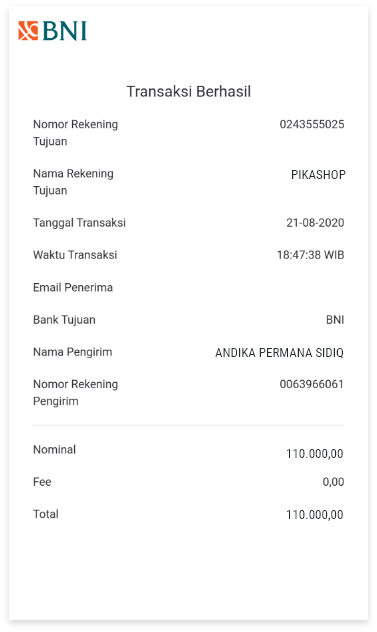 BNI
Transaksi Berhasil
Nomor Rekening Tujuan 0243555025
Nama Rekening Tujuan PIKASHOP
Tanggal Transaksi 21-08-2020
Waktu Transaksi 18:47:38 WIB
Email Penerima
Bank Tujuan BNI
Nama Pengirim ANDIKA PERMANA SIDIQ
Nomor Rekening Pengirim 0063966061
Nominal 110.000,00
Fee 0,00
Total 110.000,00